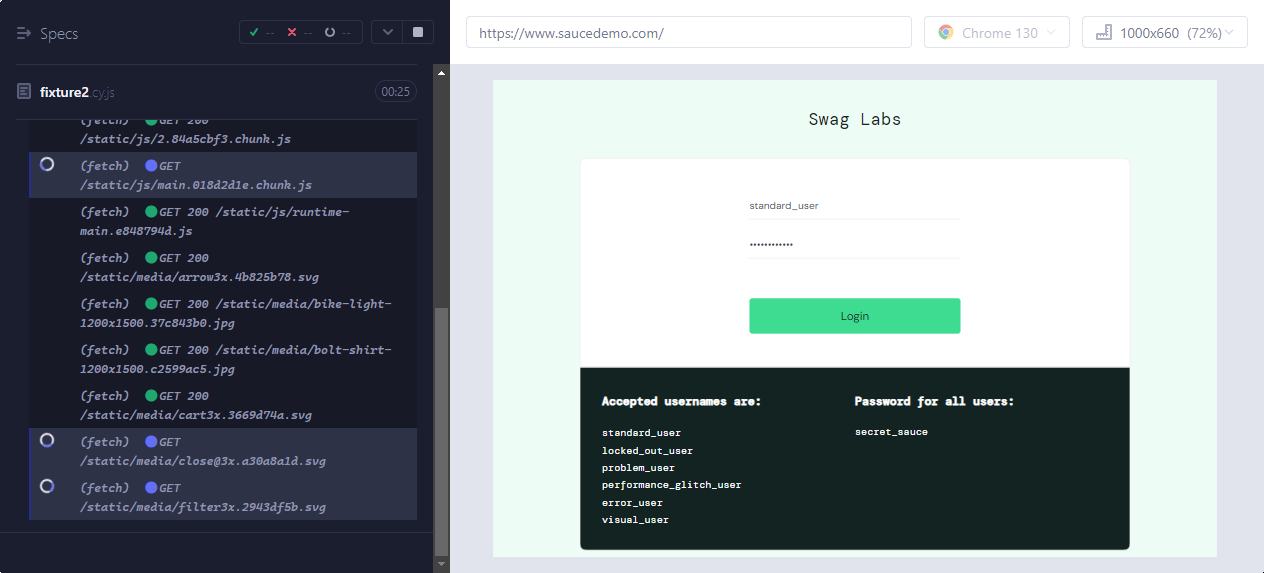 Specs
-- -- --
fixture2.cy.js
00:25
(fetch) GET 200
/static/js/2.84a5cbf3.chunk.js
(fetch) GET
/static/js/main.018d2d1e.chunk.js
(fetch) GET 200 /static/js/runtime-
main.e848794d.js
(fetch) GET 200
/static/media/arrow3x.4b825b78.svg
(fetch) GET 200 /static/media/bike-light-
1200x1500.37c843b0.jpg
(fetch) GET 200 /static/media/bolt-shirt-
1200x1500.c2599ac5.jpg
(fetch) GET 200
/static/media/cart3x.3669d74a.svg
(fetch) GET
/static/media/close@3x.a30a8a1d.svg
(fetch) GET
/static/media/filter3x.2943df5b.svg
https://www.saucedemo.com/
Chrome 130
1000x660 (72%)
Swag Labs
standard_user
••••••••••••
Login
Accepted usernames are:
standard_user
locked_out_user
problem_user
performance_glitch_user
error_user
visual_user
Password for all users:
secret_sauce